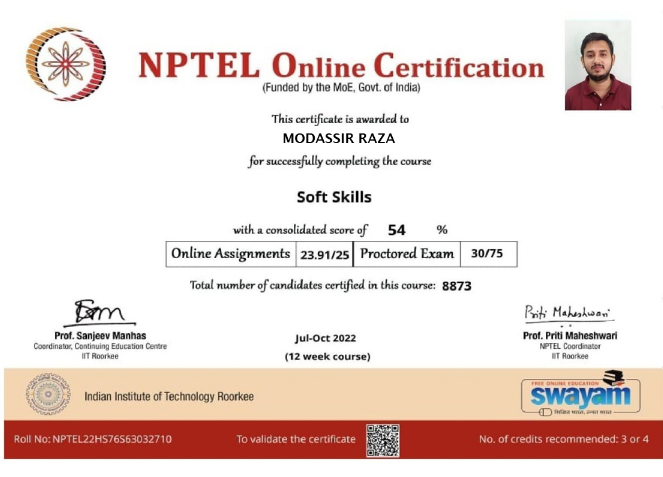 NPTEL Online Certification
(Funded by the MoE, Govt. of India)
This certificate is awarded to
MODASSIR RAZA
for successfully completing the course
Soft Skills
with a consolidated score of 54 %
Online Assignments 23.91/25 Proctored Exam 30/75
Total number of candidates certified in this course: 8873
Priti Maheshwari
Prof. Sanjeev Manhas
Coordinator, Continuing Education Centre
IIT Roorkee
Jul-Oct 2022
(12 week course)
Prof. Priti Maheshwari
NPTEL Coordinator
IIT Roorkee
Indian Institute of Technology Roorkee
FREE ONLINE EDUCATION
swayam
शिक्षित भारत, उन्नत भारत
Roll No: NPTEL22HS76S63032710 To validate the certificate No. of credits recommended: 3 or 4